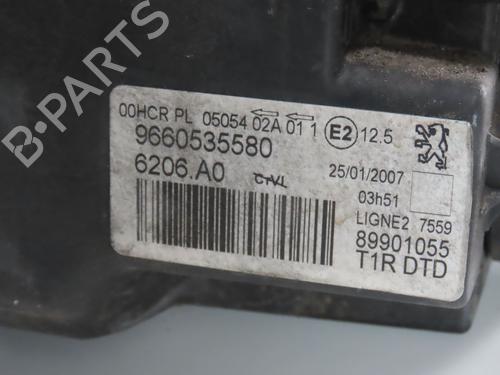 00HCR PL 05054 02A 01 1 E2 12.5
9660535580
6206.A0
25/01/2007
03h51
LIGNE2 7559
89901055
T1R DTD
B-PARTS